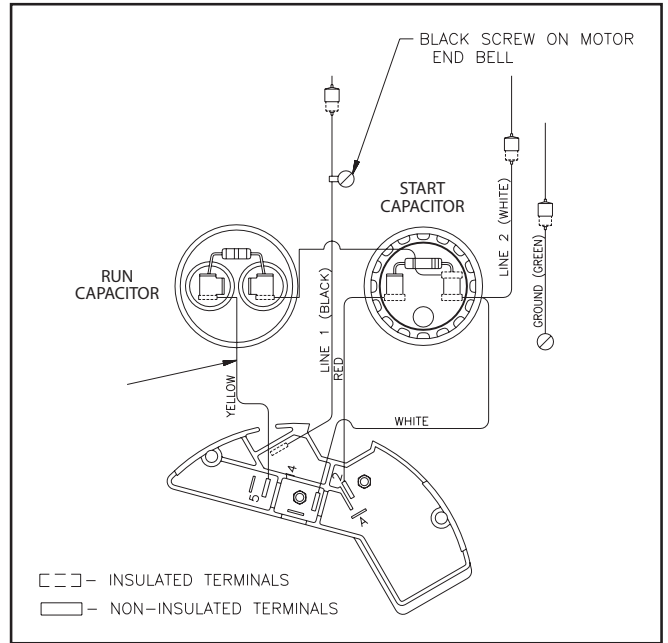 BLACK SCREW ON MOTOR
END BELL
START
CAPACITOR
RUN
CAPACITOR
LINE 1 (BLACK)
LINE 2 (WHITE)
GROUND (GREEN)
RED
YELLOW
WHITE
5
14
2
A
- INSULATED TERMINALS
- NON-INSULATED TERMINALS